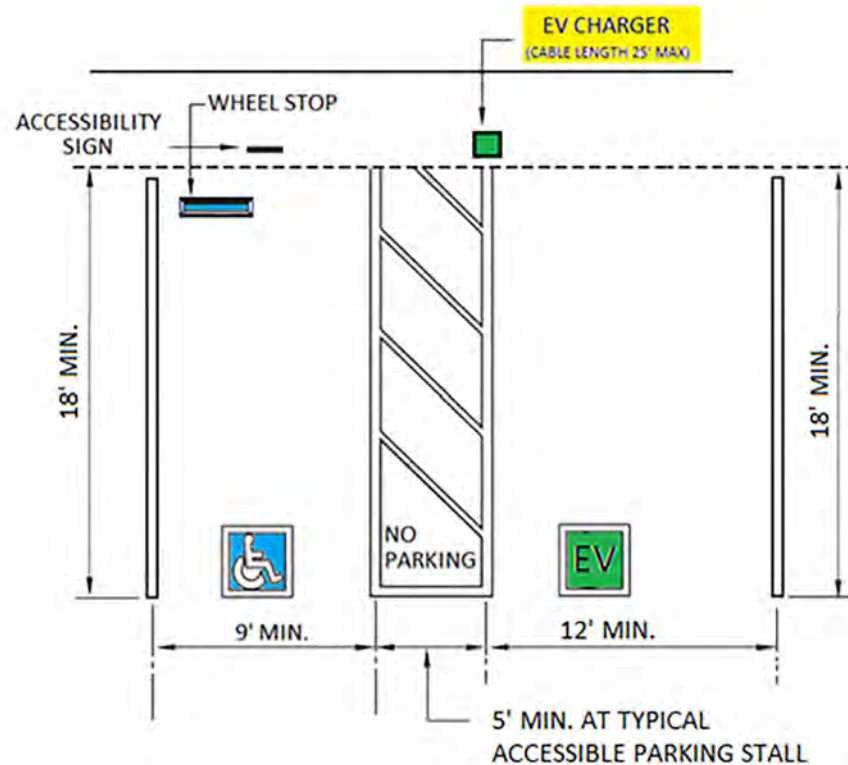 EV CHARGER
(CABLE LENGTH 25' MAX)
WHEEL STOP
ACCESSIBILITY
SIGN
18' MIN.
18' MIN.
NO
PARKING
EV
9' MIN.
12' MIN.
5' MIN. AT TYPICAL
ACCESSIBLE PARKING STALL